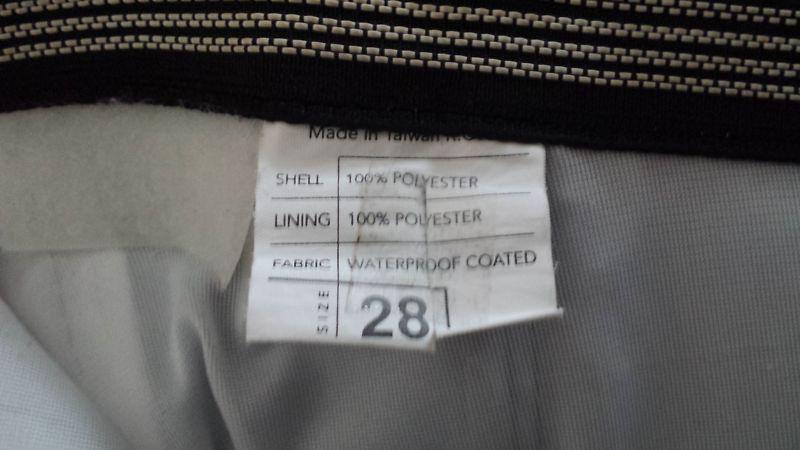 Made in Taiwan R.O.
SHELL 100% POLYESTER
LINING 100% POLYESTER
FABRIC WATERPROOF COATED
SIZE 28